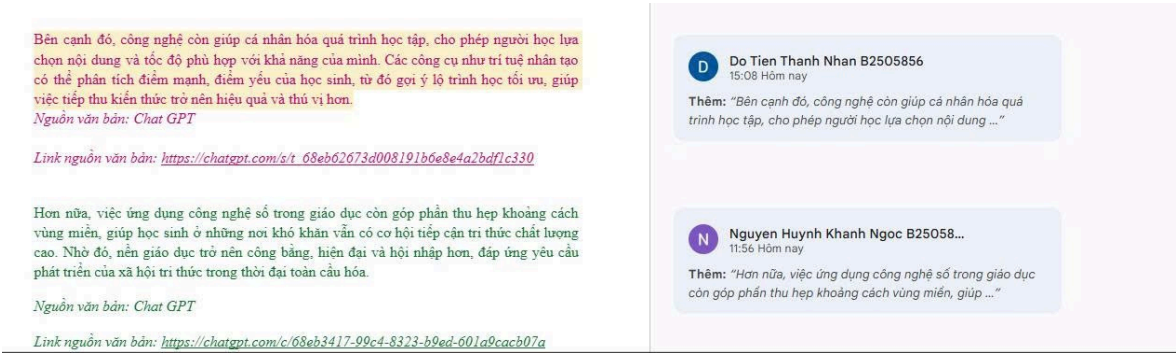 Bên cạnh đó, công nghệ còn giúp cá nhân hóa quá trình học tập, cho phép người học lựa
chọn nội dung và tốc độ phù hợp với khả năng của mình. Các công cụ như trí tuệ nhân tạo
có thể phân tích điểm mạnh, điểm yếu của học sinh, từ đó gợi ý lộ trình học tối ưu, giúp
việc tiếp thu kiến thức trở nên hiệu quả và thú vị hơn.
Nguồn văn bản: Chat GPT
Link nguồn văn bản: https://chatgpt.com/s/t_68eb62673d008191b6e8e4a2bdf1c330
Hơn nữa, việc ứng dụng công nghệ số trong giáo dục còn góp phần thu hẹp khoảng cách
vùng miền, giúp học sinh ở những nơi khó khăn vẫn có cơ hội tiếp cận tri thức chất lượng
cao. Nhờ đó, nền giáo dục trở nên công bằng, hiện đại và hội nhập hơn, đáp ứng yêu cầu
phát triển của xã hội tri thức trong thời đại toàn cầu hóa.
Nguồn văn bản: Chat GPT
Link nguồn văn bản: https://chatgpt.com/c/68eb3417-99c4-8323-b9ed-601a9cacb07a
D
Do Tien Thanh Nhan B2505856
15:08 Hôm nay
Thêm: "Bên cạnh đó, công nghệ còn giúp cá nhân hóa quá
trình học tập, cho phép người học lựa chọn nội dung ..."
N
Nguyen Huynh Khanh Ngoc B25058...
11:56 Hôm nay
Thêm: "Hơn nữa, việc ứng dụng công nghệ số trong giáo dục
còn góp phần thu hẹp khoảng cách vùng miền, giúp ..."